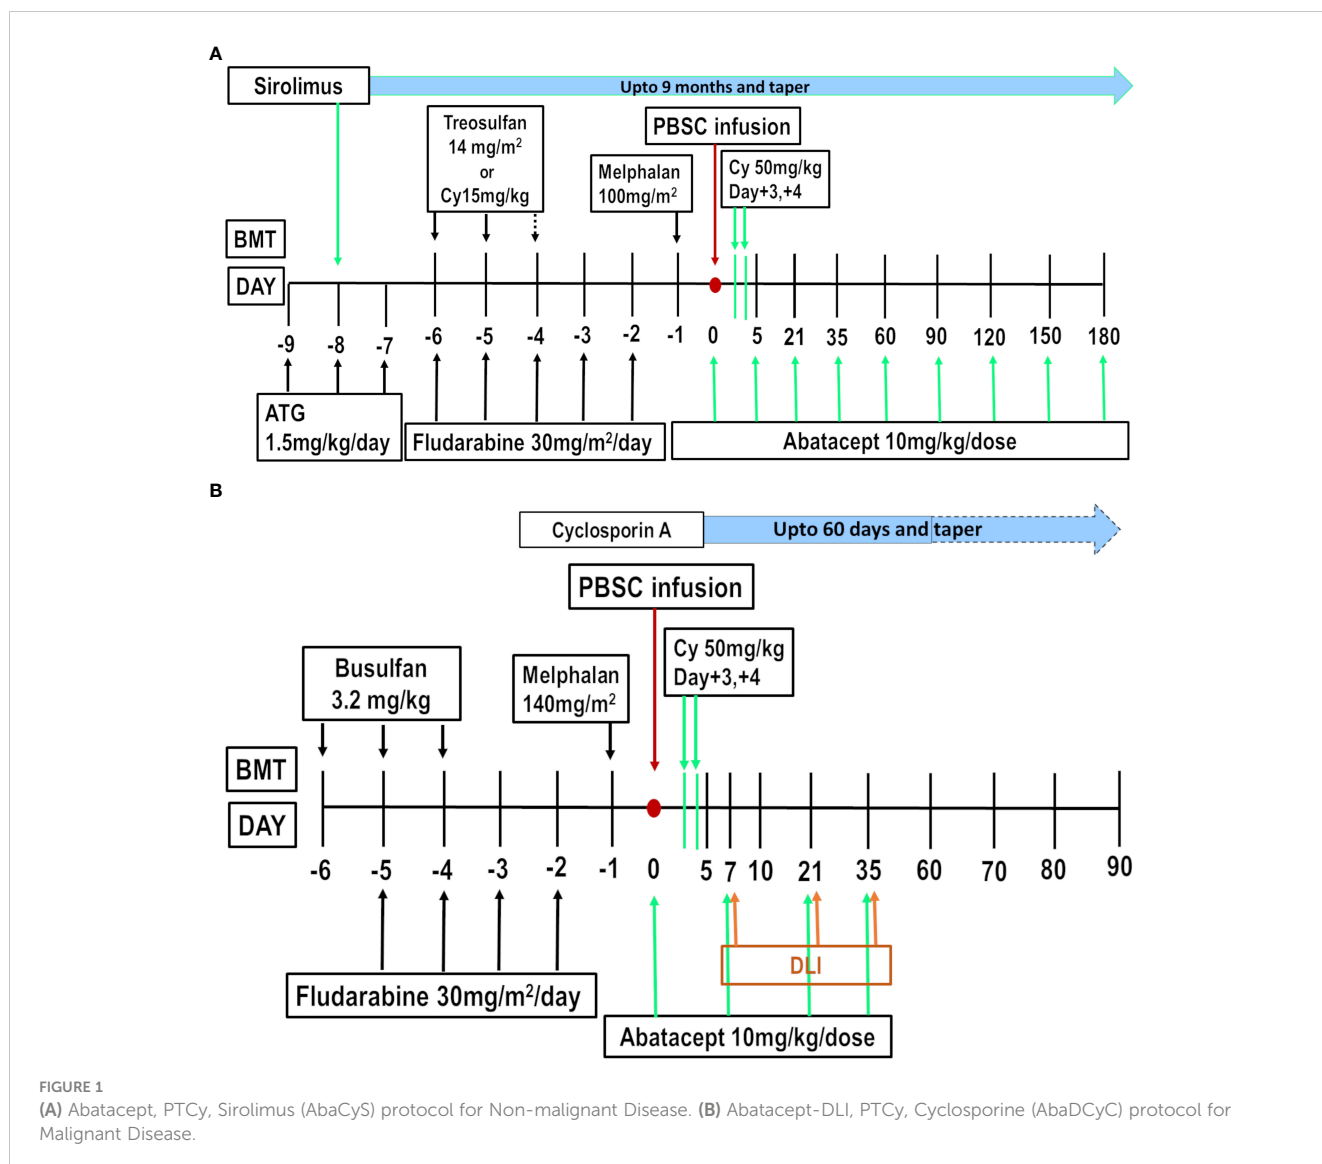 A
Sirolimus
Upto 9 months and taper
Treosulfan
14 mg/m²
or
Cy15mg/kg
PBSC infusion
Melphalan
100mg/m²
Cy 50mg/kg
Day+3,+4
BMT
DAY
-9 -8 -7 -6 -5 -4 -3 -2 -1 0 5 21 35 60 90 120 150 180
ATG
1.5mg/kg/day
Fludarabine 30mg/m²/day
Abatacept 10mg/kg/dose
B
Cyclosporin A
Upto 60 days and taper
PBSC infusion
Busulfan
3.2 mg/kg
Melphalan
140mg/m²
Cy 50mg/kg
Day+3,+4
BMT
DAY
-6 -5 -4 -3 -2 -1 0 5 7 10 21 35 60 70 80 90
DLI
Fludarabine 30mg/m²/day
Abatacept 10mg/kg/dose
FIGURE 1
(A) Abatacept, PTCy, Sirolimus (AbaCyS) protocol for Non-malignant Disease. (B) Abatacept-DLI, PTCy, Cyclosporine (AbaDCyC) protocol for
Malignant Disease.